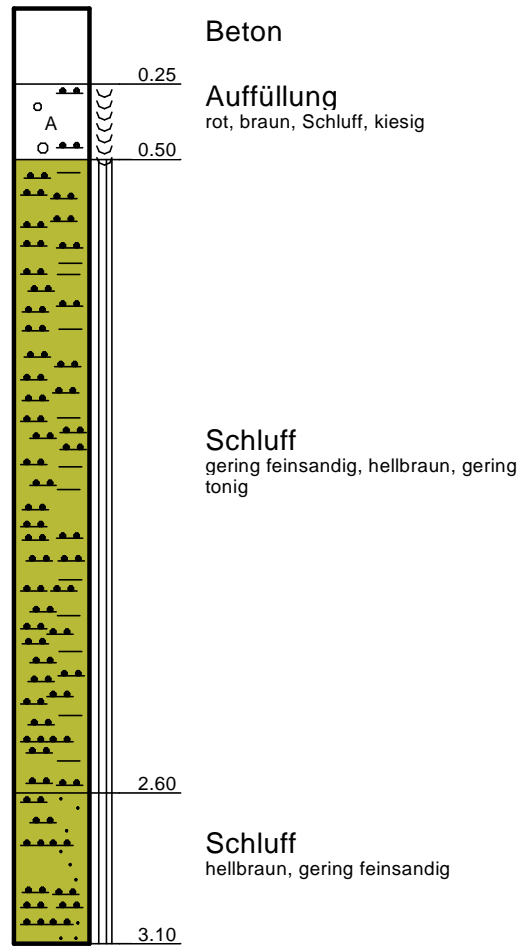 Beton
0.25
Auffüllung
rot, braun, Schluff, kiesig
A
0.50
Schluff
gering feinsandig, hellbraun, gering
tonig
2.60
Schluff
hellbraun, gering feinsandig
3.10